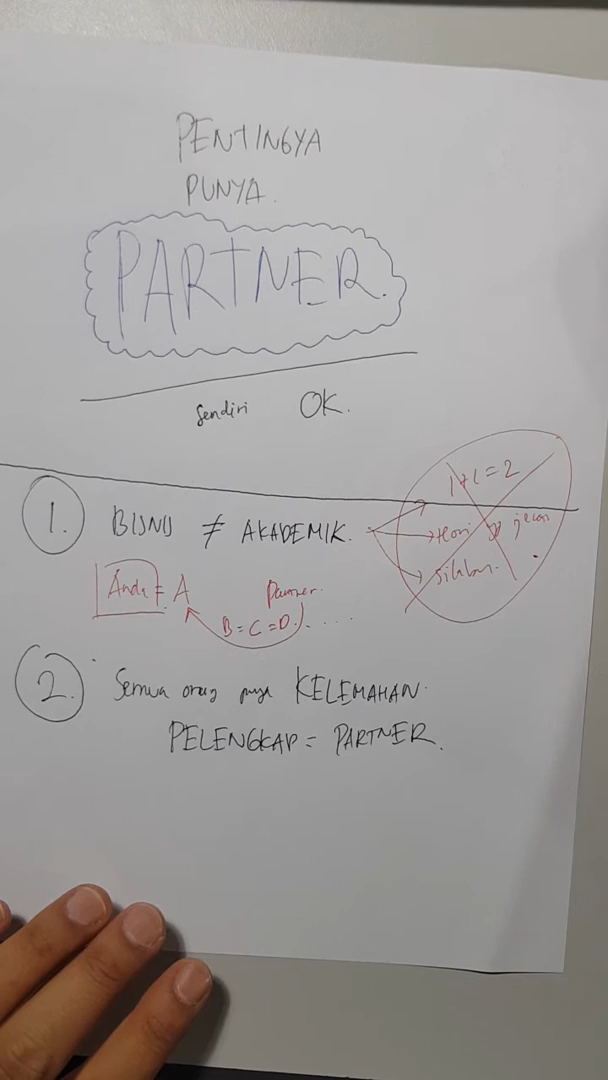 PENTINGYA
PUNYA.
PARTNER.
Sendiri OK.
1+1=2
1. BISNIS ≠ AKADEMIK.
teori yg
silabus.
Anda = A
Partner.
B=C=D.....
2. Semua orang punya KELEMAHAN.
PELENGKAP = PARTNER.